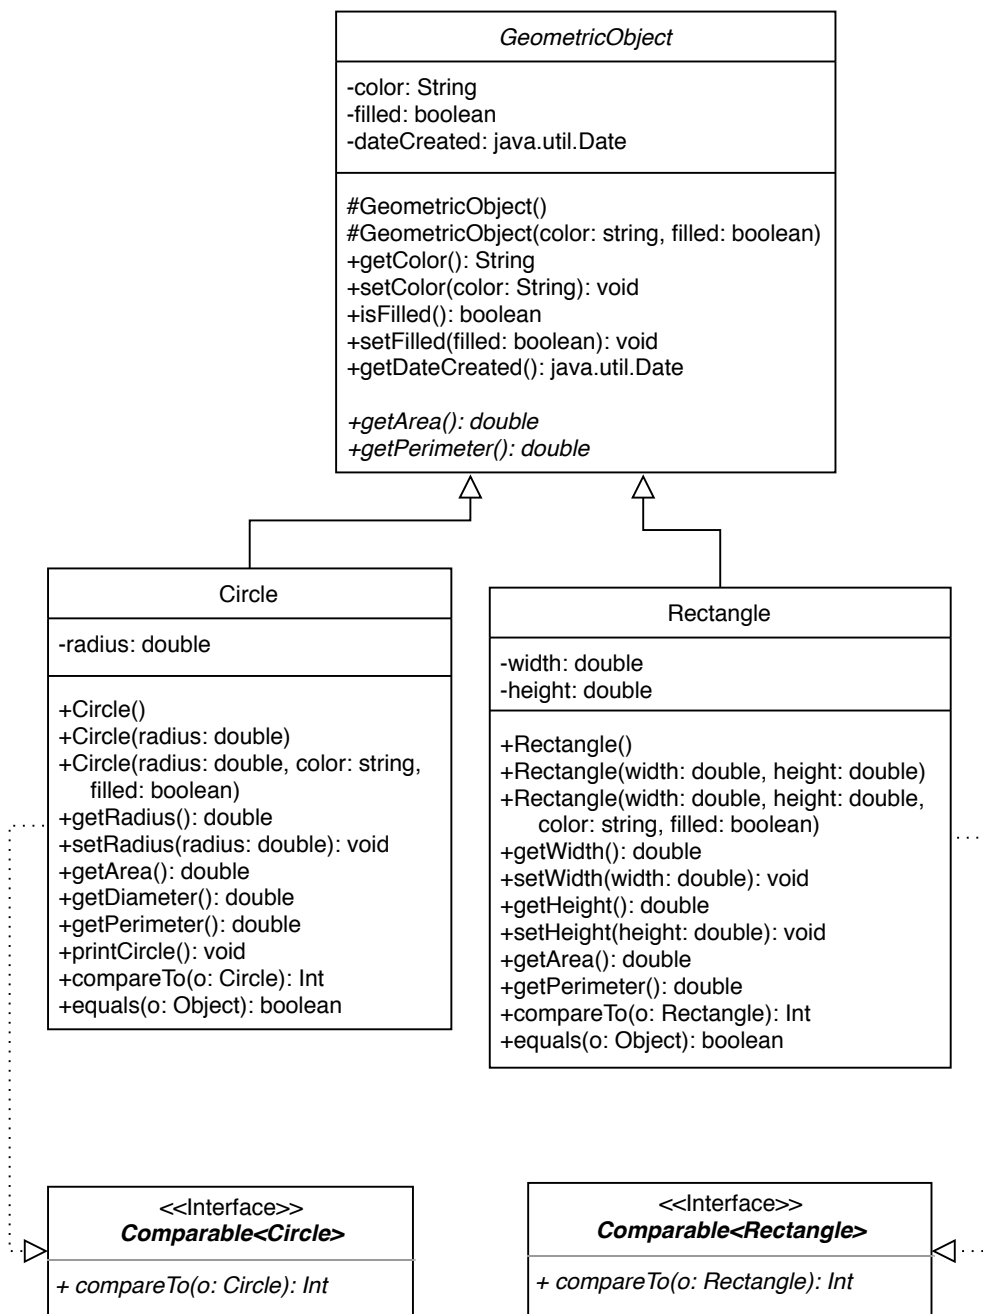 GeometricObject
-color: String
-filled: boolean
-dateCreated: java.util.Date
#GeometricObject()
#GeometricObject(color: string, filled: boolean)
+getColor(): String
+setColor(color: String): void
+isFilled(): boolean
+setFilled(filled: boolean): void
+getDateCreated(): java.util.Date
+getArea(): double
+getPerimeter(): double
Circle
-radius: double
+Circle()
+Circle(radius: double)
+Circle(radius: double, color: string,
filled: boolean)
+getRadius(): double
+setRadius(radius: double): void
+getArea(): double
+getDiameter(): double
+getPerimeter(): double
+printCircle(): void
+compareTo(o: Circle): Int
+equals(o: Object): boolean
Rectangle
-width: double
-height: double
+Rectangle()
+Rectangle(width: double, height: double)
+Rectangle(width: double, height: double,
color: string, filled: boolean)
+getWidth(): double
+setWidth(width: double): void
+getHeight(): double
+setHeight(height: double): void
+getArea(): double
+getPerimeter(): double
+compareTo(o: Rectangle): Int
+equals(o: Object): boolean
<<Interface>>
Comparable<Circle>
+ compareTo(o: Circle): Int
<<Interface>>
Comparable<Rectangle>
+ compareTo(o: Rectangle): Int